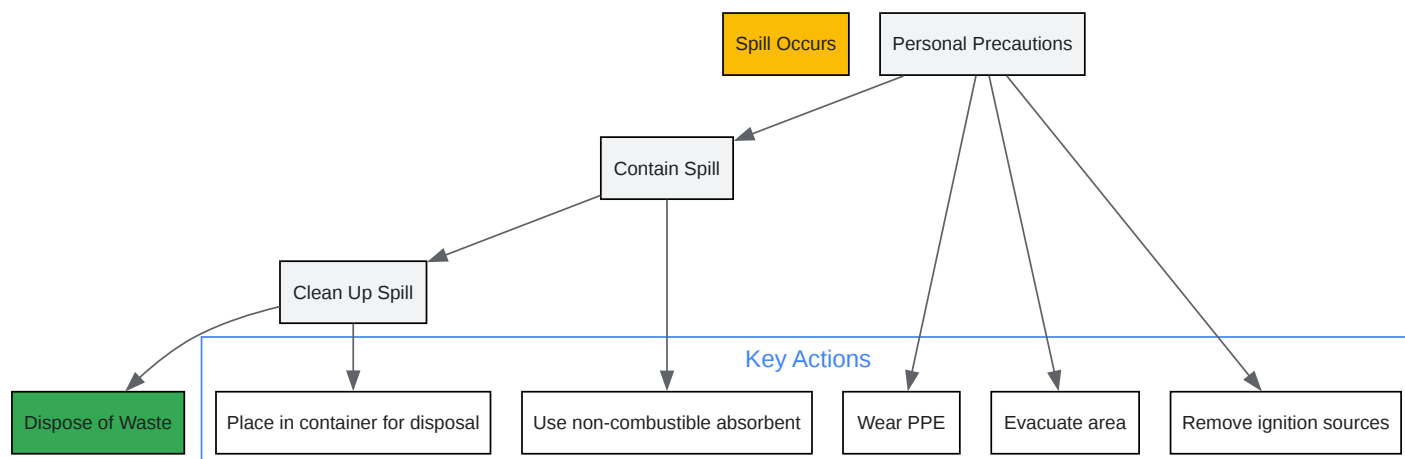 Spill Occurs
Personal Precautions
Contain Spill
Clean Up Spill
Key Actions
Dispose of Waste
Place in container for disposal
Use non-combustible absorbent
Wear PPE
Evacuate area
Remove ignition sources